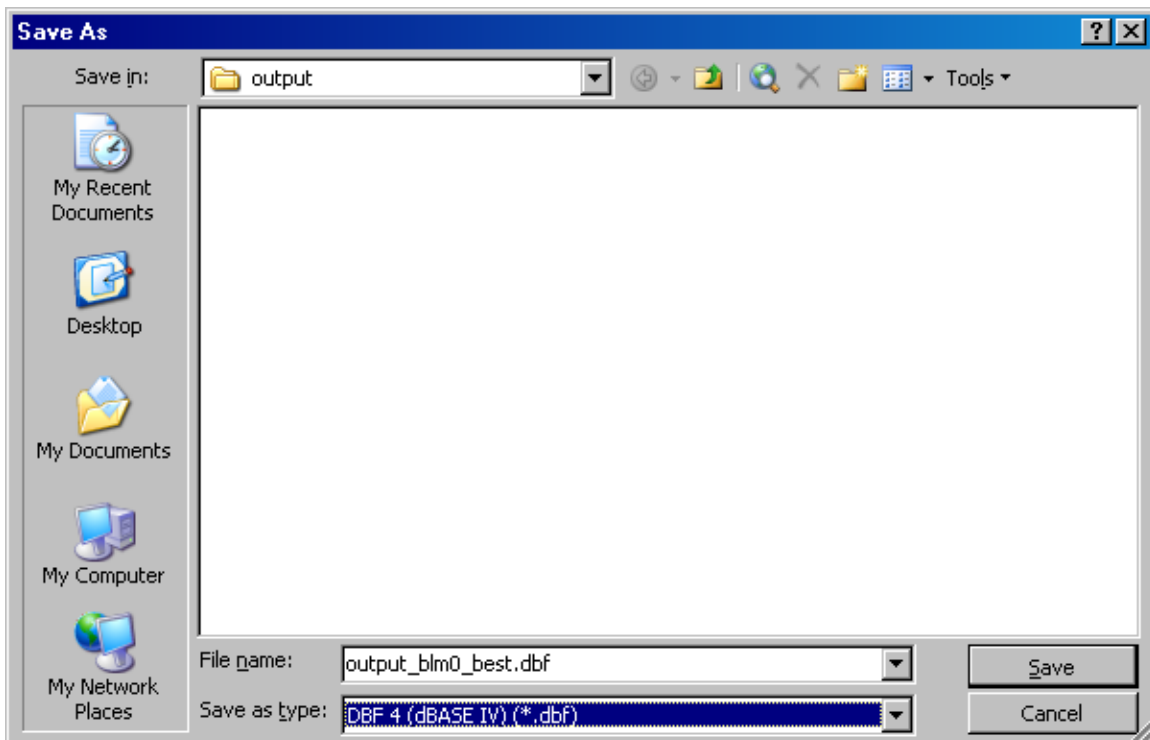 Save As
Save in: output Tools
My Recent
Documents
Desktop
My Documents
My Computer
My Network
Places
File name: output_blm0_best.dbf Save
Save as type: DBF 4 (dBASE IV) (*.dbf) Cancel